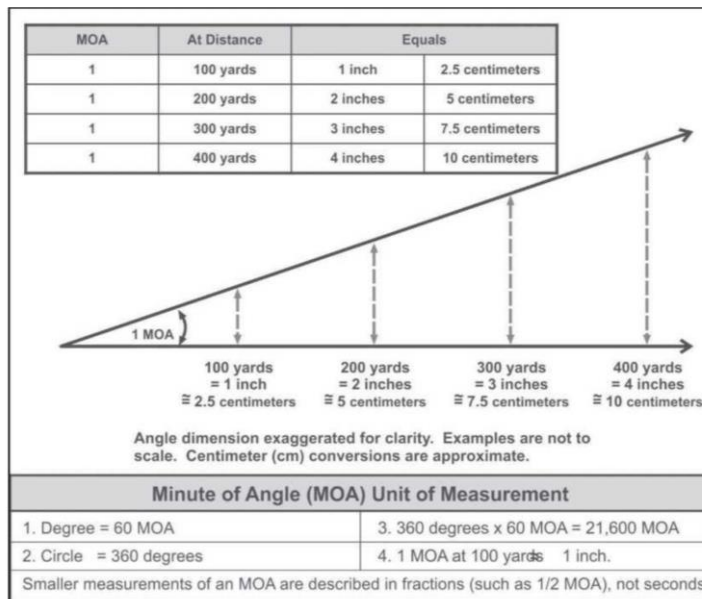 MOA At Distance Equals
1 100 yards 1 inch 2.5 centimeters
1 200 yards 2 inches 5 centimeters
1 300 yards 3 inches 7.5 centimeters
1 400 yards 4 inches 10 centimeters
1 MOA
100 yards 200 yards 300 yards 400 yards
= 1 inch = 2 inches = 3 inches = 4 inches
≅ 2.5 centimeters ≅ 5 centimeters ≅ 7.5 centimeters ≅ 10 centimeters
Angle dimension exaggerated for clarity. Examples are not to
scale. Centimeter (cm) conversions are approximate.
Minute of Angle (MOA) Unit of Measurement
1. Degree = 60 MOA 3. 360 degrees x 60 MOA = 21,600 MOA
2. Circle = 360 degrees 4. 1 MOA at 100 yards = 1 inch.
Smaller measurements of an MOA are described in fractions (such as 1/2 MOA), not seconds